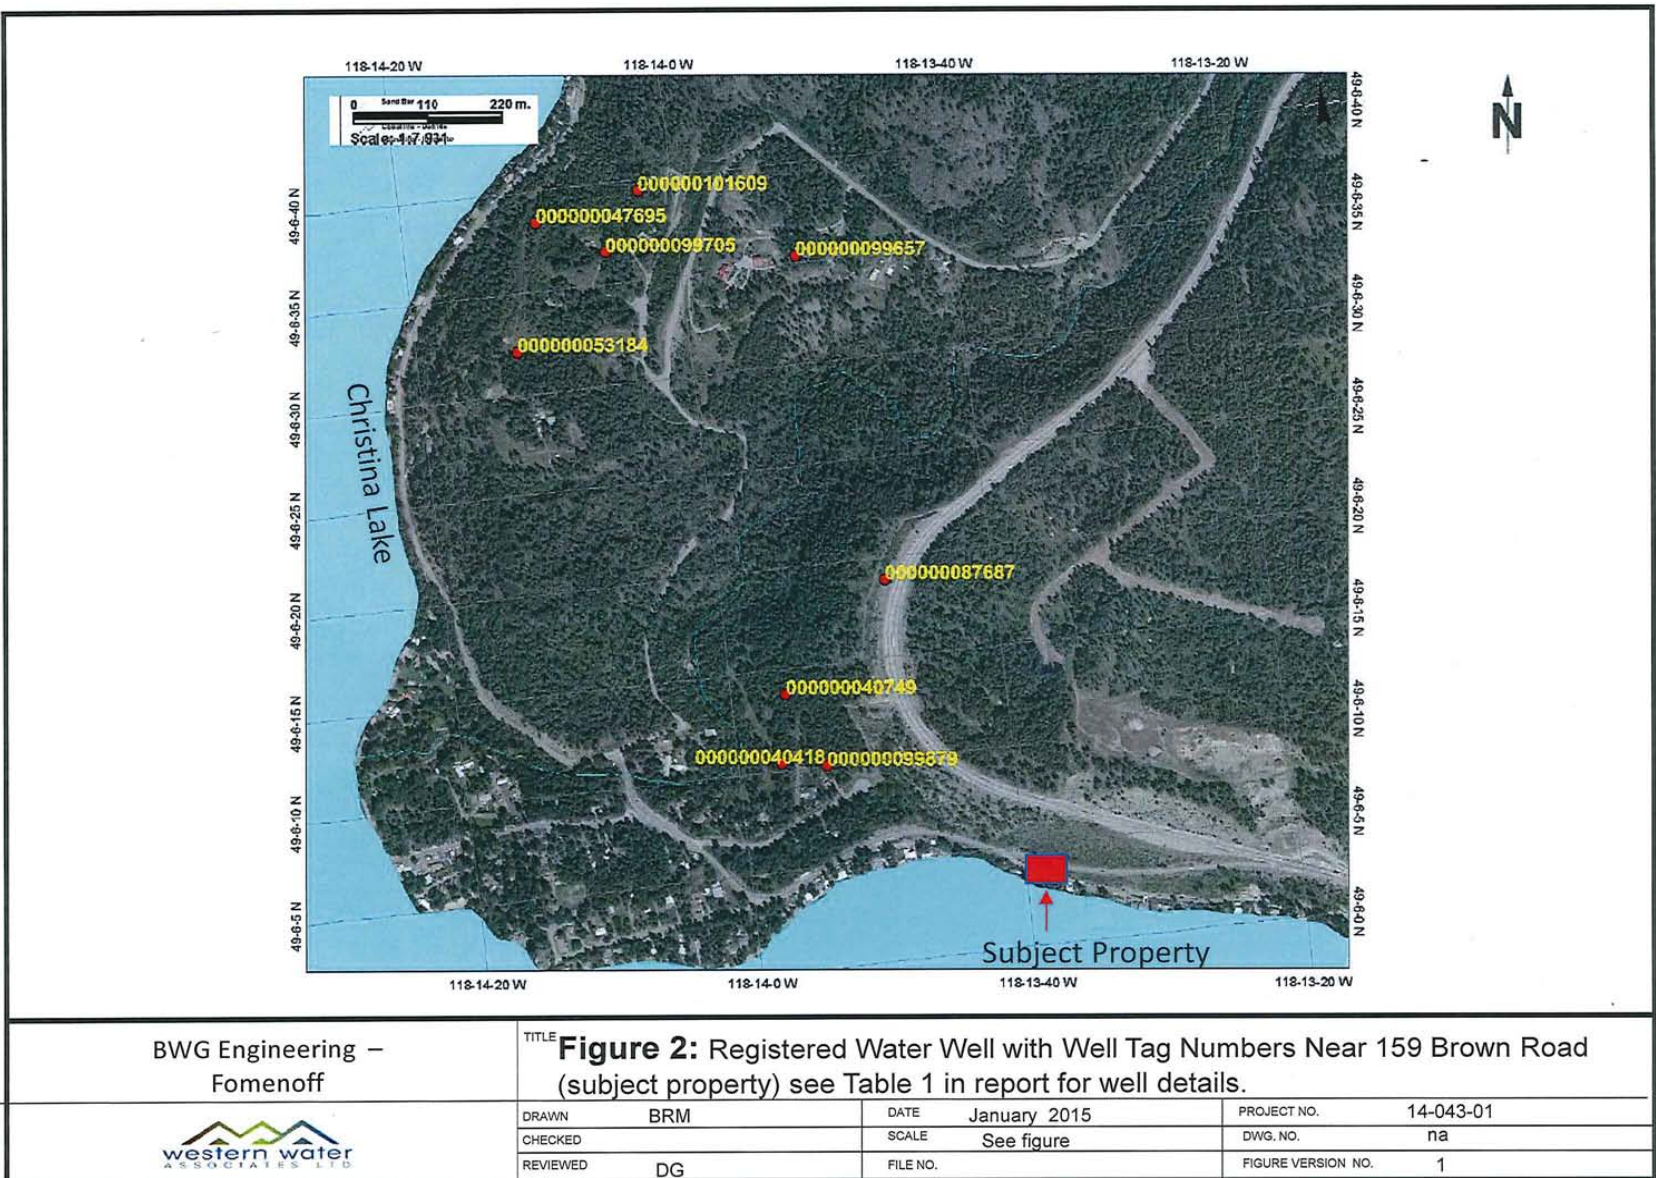 118-14-20 W
118-14-0 W
118-13-40 W
118-13-20 W
0
110
220 m.
Scale: 1:7,931
N
49-6-40 N
49-6-35 N
49-6-30 N
49-6-25 N
49-6-20 N
49-6-15 N
49-6-10 N
49-6-5 N
49-6-40 N
49-6-35 N
49-6-30 N
49-6-25 N
49-6-20 N
49-6-15 N
49-6-10 N
49-6-5 N
49-6-0 N
000000101609
000000047695
000000099705
000000099657
000000053184
Christina Lake
000000087687
000000040749
000000040418
000000099879
Subject Property
118-14-20 W
118-14-0 W
118-13-40 W
118-13-20 W
BWG Engineering –
Fomenoff
TITLE Figure 2: Registered Water Well with Well Tag Numbers Near 159 Brown Road
(subject property) see Table 1 in report for well details.
DRAWN BRM
DATE January 2015
PROJECT NO. 14-043-01
CHECKED
SCALE See figure
DWG. NO. na
REVIEWED DG
FILE NO.
FIGURE VERSION NO. 1
western water
ASSOCIATES LTD